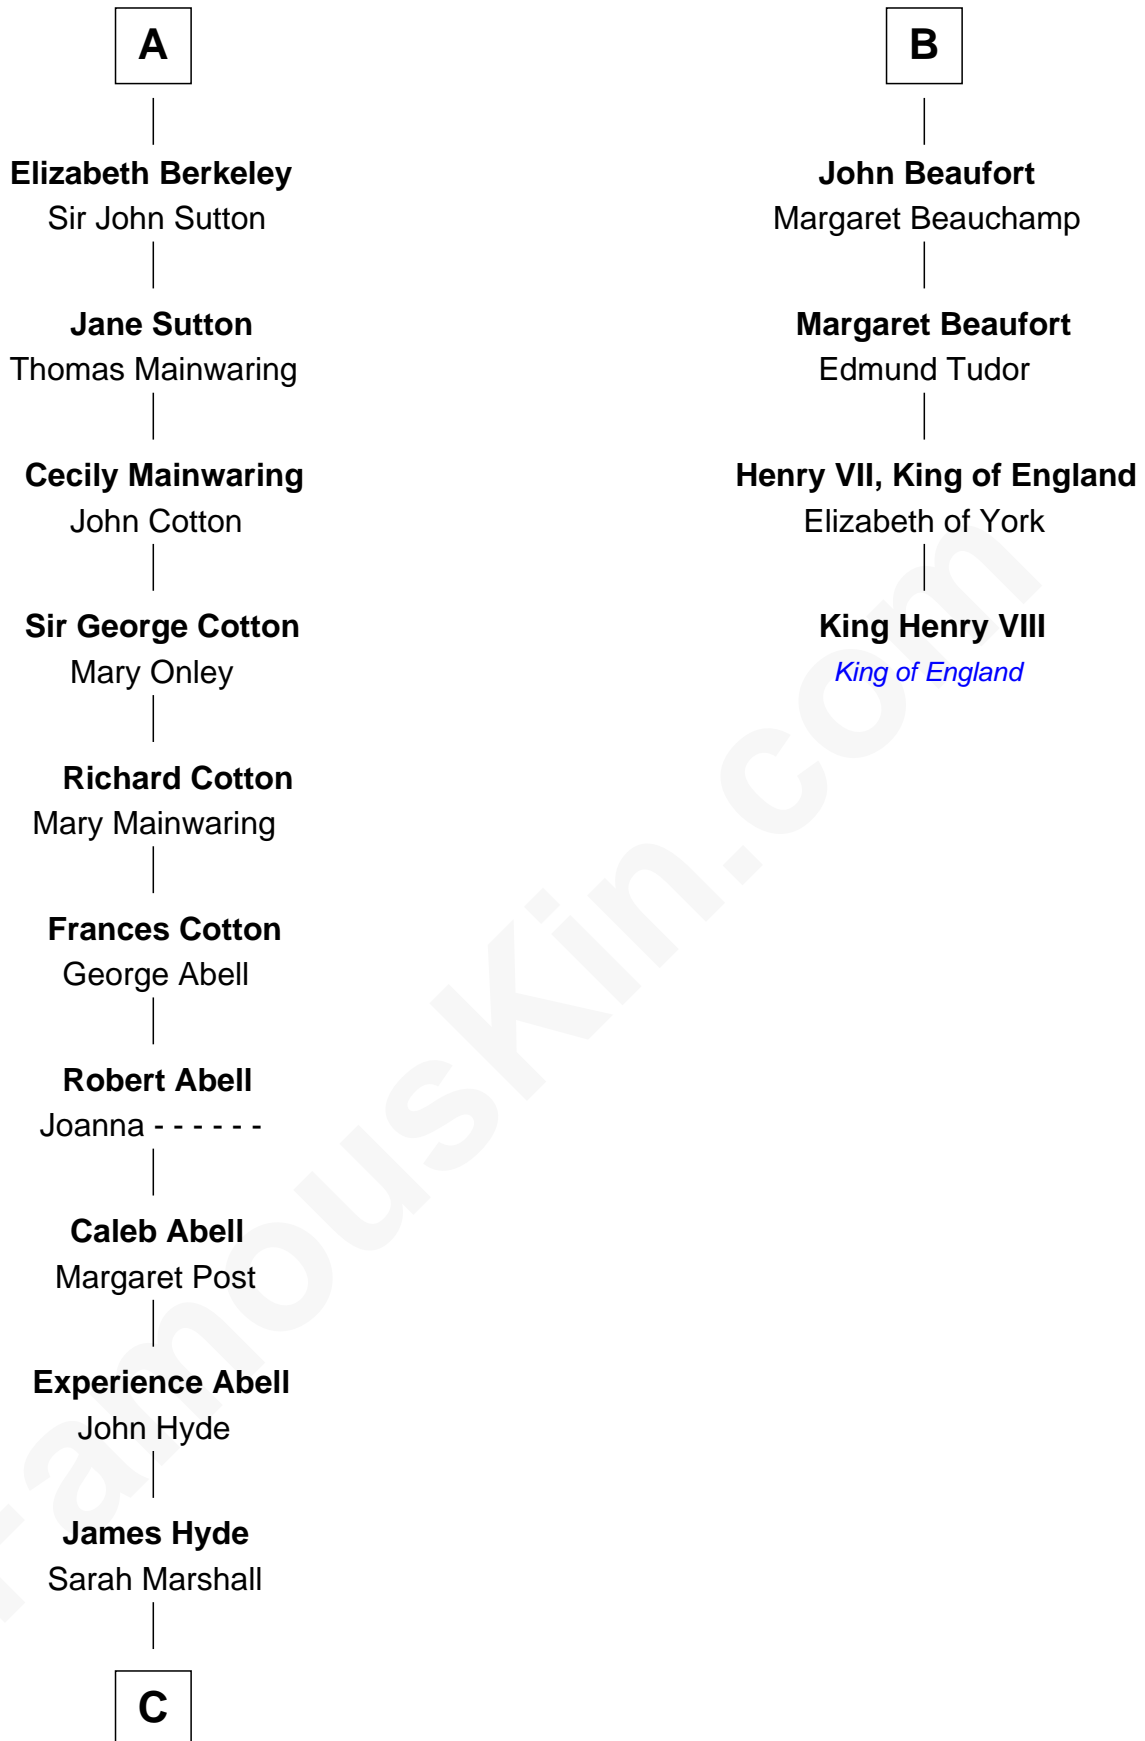 A
Elizabeth Berkeley
Sir John Sutton
Jane Sutton
Thomas Mainwaring
Cecily Mainwaring
John Cotton
Sir George Cotton
Mary Onley
Richard Cotton
Mary Mainwaring
Frances Cotton
George Abell
Robert Abell
Joanna - - - - - -
Caleb Abell
Margaret Post
Experience Abell
John Hyde
James Hyde
Sarah Marshall
C
B
John Beaufort
Margaret Beauchamp
Margaret Beaufort
Edmund Tudor
Henry VII, King of England
Elizabeth of York
King Henry VIII
King of England
FamousKin.com